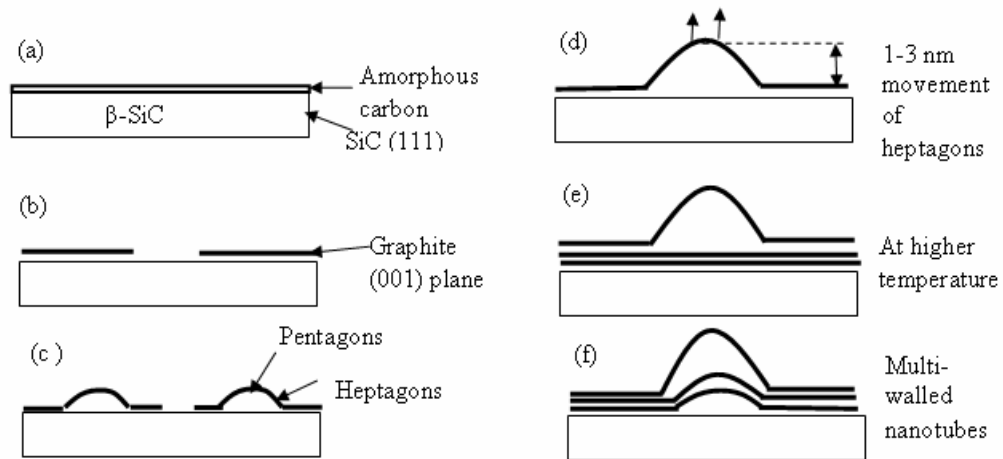 (a)
Amorphous
carbon
β-SiC
SiC (111)
(b)
Graphite
(001) plane
(c )
Pentagons
Heptagons
(d)
1-3 nm
movement
of
heptagons
(e)
At higher
temperature
(f)
Multi-
walled
nanotubes